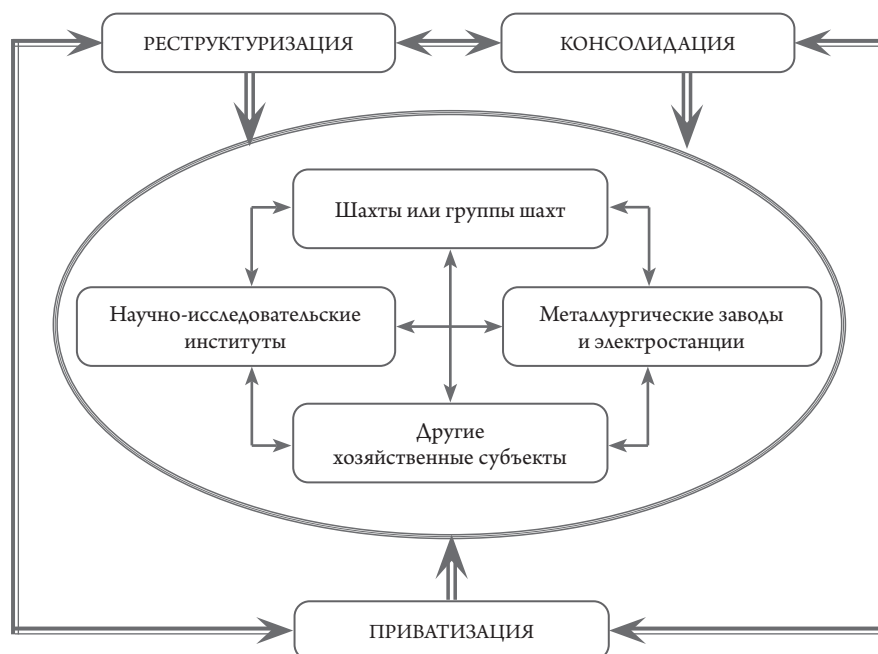 РЕСТРУКТУРИЗАЦИЯ
КОНСОЛИДАЦИЯ
Шахты или группы шахт
Научно-исследовательские
институты
Металлургические заводы
и электростанции
Другие
хозяйственные субъекты
ПРИВАТИЗАЦИЯ